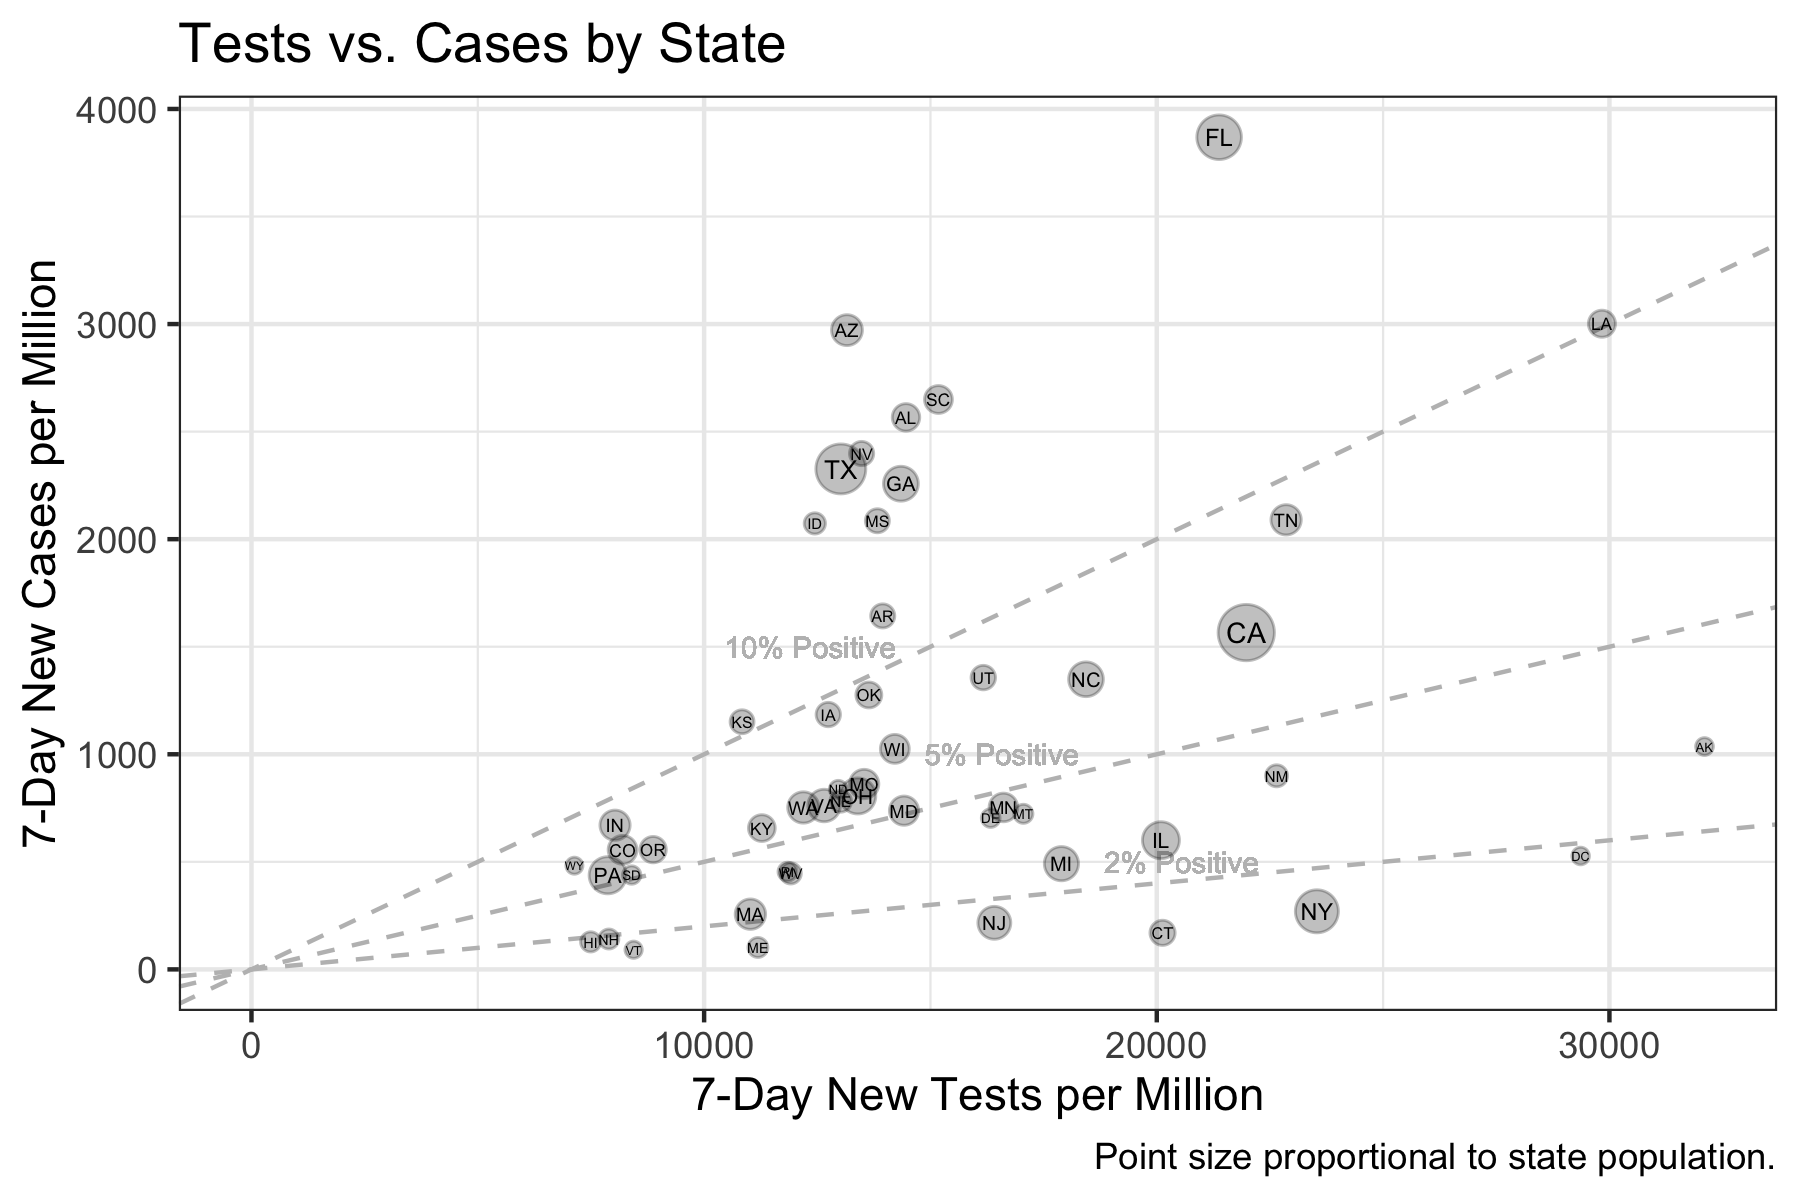 Tests vs. Cases by State
7-Day New Cases per Million
4000
3000
2000
1000
0
FL
AZ
LA
SC
AL
NV
TX
GA
ID
MS
TN
AR
CA
10% Positive
UT
NC
OK
IA
KS
WI
5% Positive
AK
NM
MO
ND
NE
OH
WA
VA
MD
MN
MT
DE
IN
KY
IL
CO
OR
WY
PA
SD
MI
2% Positive
DC
WV
MA
NJ
NY
CT
HI
NH
VT
ME
0
10000
20000
30000
7-Day New Tests per Million
Point size proportional to state population.